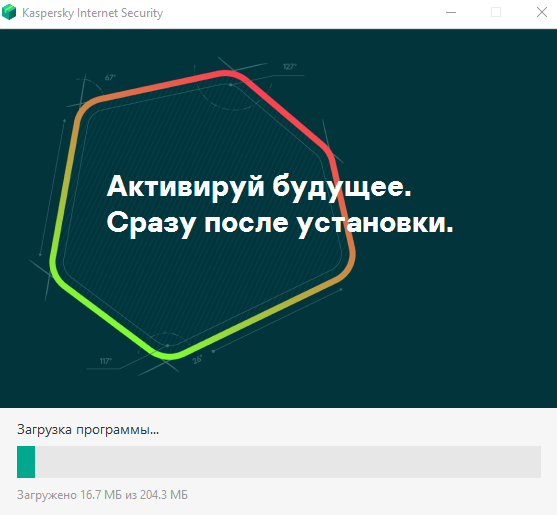 Kaspersky Internet Security
67°
127°
Активируй будущее.
Сразу после установки.
117°
26°
Загрузка программы...
Загружено 16.7 МБ из 204.3 МБ